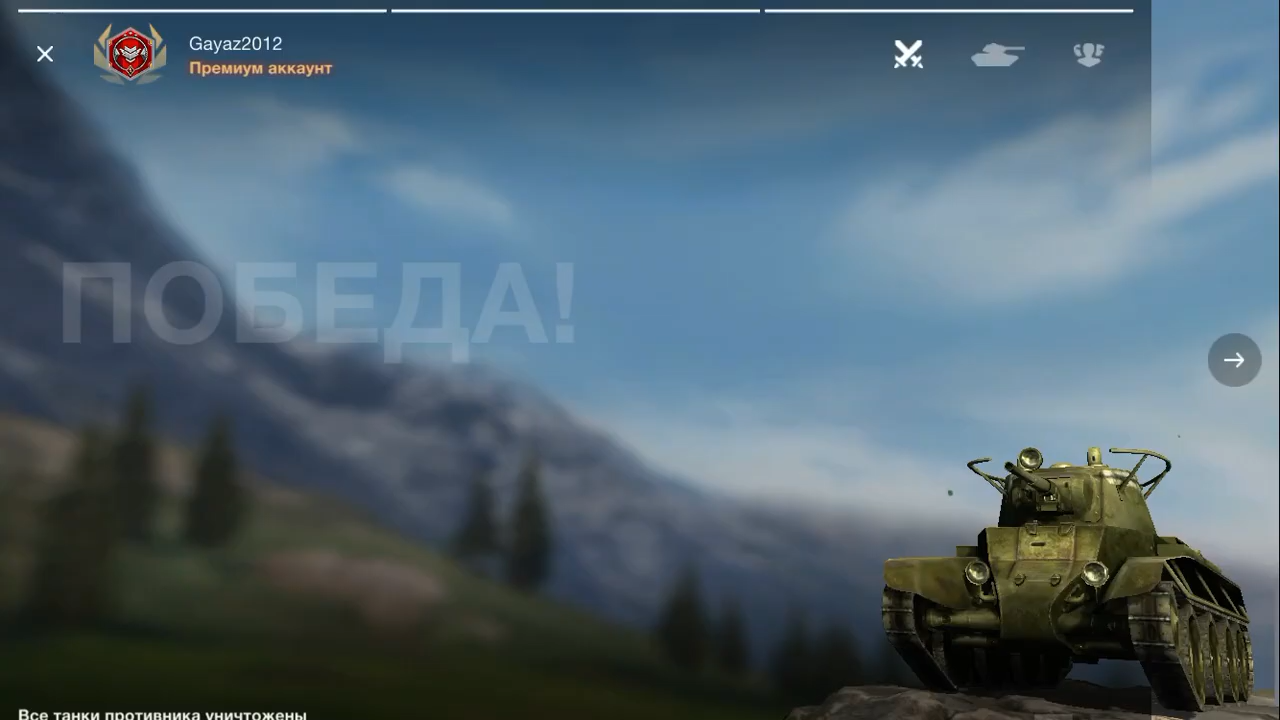 Gayaz2012
Премиум аккаунт
ПОБЕДА!
Все танки противника уничтожены